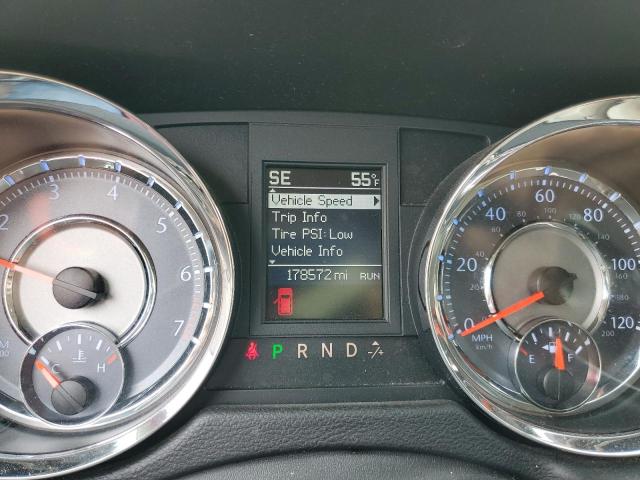 SE 55°F
Vehicle Speed
Trip Info
Tire PSI:Low
Vehicle Info
178572 mi RUN
P R N D -/+
2 3 4 5 6 7
C H
0 20 40 60 80 100 120
MPH
km/h
E F